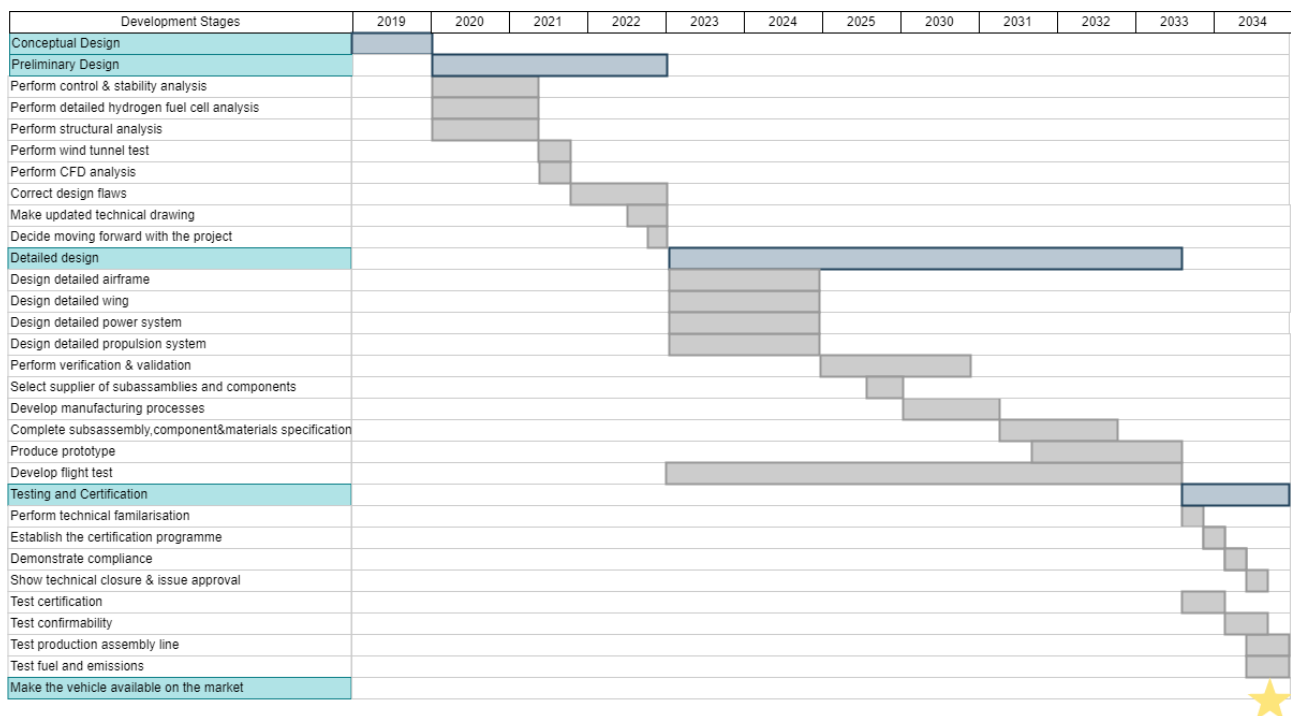 Development Stages 2019 2020 2021 2022 2023 2024 2025 2030 2031 2032 2033 2034
Conceptual Design
Preliminary Design
Perform control & stability analysis
Perform detailed hydrogen fuel cell analysis
Perform structural analysis
Perform wind tunnel test
Perform CFD analysis
Correct design flaws
Make updated technical drawing
Decide moving forward with the project
Detailed design
Design detailed airframe
Design detailed wing
Design detailed power system
Design detailed propulsion system
Perform verification & validation
Select supplier of subassamblies and components
Develop manufacturing processes
Complete subsassembly,component&materials specification
Produce prototype
Develop flight test
Testing and Certification
Perform technical familarisation
Establish the certification programme
Demonstrate compliance
Show technical closure & issue approval
Test certification
Test confirmability
Test production assembly line
Test fuel and emissions
Make the vehicle available on the market